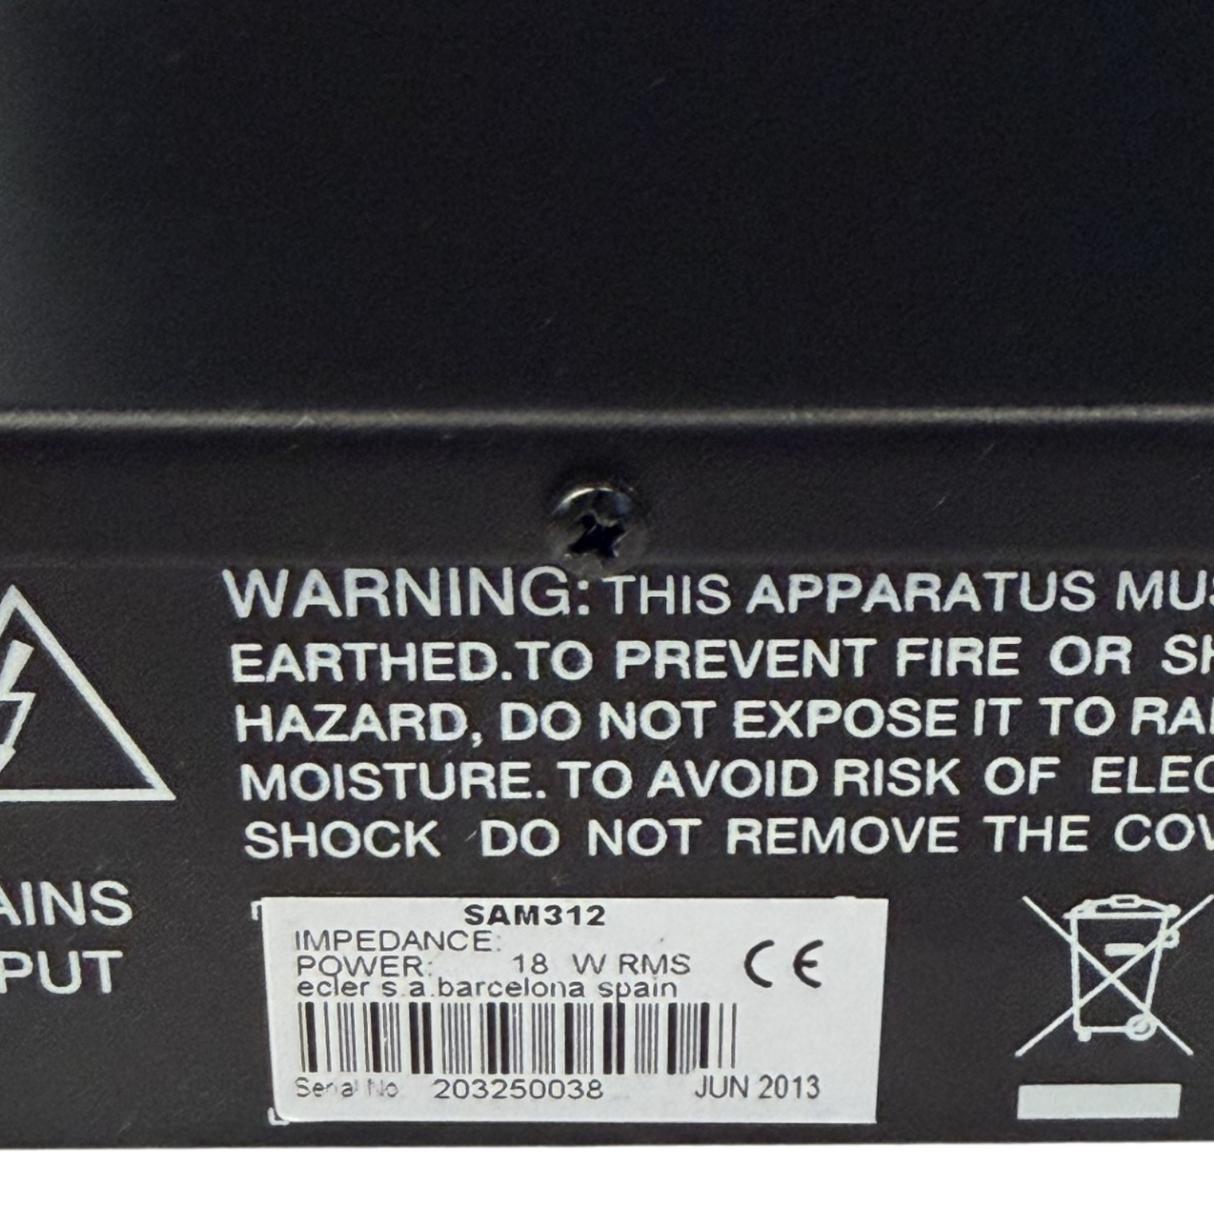 WARNING: THIS APPARATUS MUS
EARTHED.TO PREVENT FIRE OR SH
HAZARD, DO NOT EXPOSE IT TO RAI
MOISTURE. TO AVOID RISK OF ELEC
SHOCK DO NOT REMOVE THE COV
AINS
PUT
SAM312
IMPEDANCE:
POWER: 18 W RMS
CE
ecler s.a.barcelona spain
Serial No 203250038 JUN 2013